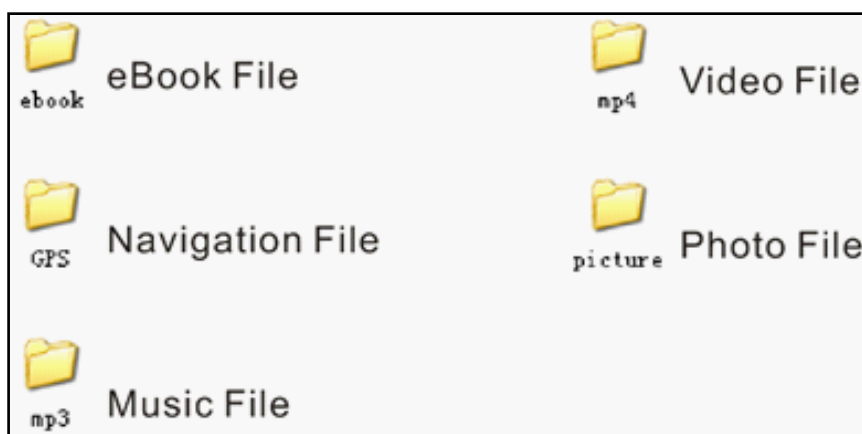 eBook File
ebook
Video File
mp4
Navigation File
GPS
Photo File
picture
Music File
mp3